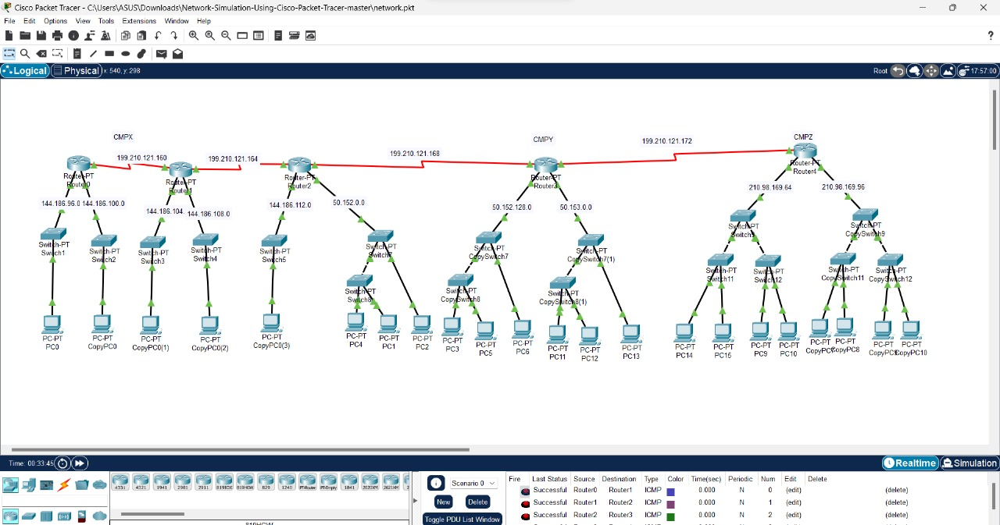 Cisco Packet Tracer - C:\Users\ASUS\Downloads\Network-Simulation-Using-Cisco-Packet-Tracer-master\network.pkt
File Edit Options View Tools Extensions Window Help
?
Logical Physical x: 540, y: 298 Root 17:57:00
CMPX CMPY CMPZ
199.210.121.160 199.210.121.164 199.210.121.168 199.210.121.172
Router-PT Router0
Router-PT Router1
Router-PT Router2
Router-PT Router3
Router-PT Router4
144.186.96.0 144.186.100.0 144.186.104. 144.186.108.0 144.186.112.0 50.152.0.0 50.152.128.0 50.153.0.0 210.98.169.64 210.98.169.96
Switch-PT Switch1
Switch-PT Switch2
Switch-PT Switch3
Switch-PT Switch4
Switch-PT Switch5
Switch-PT Switch7
Switch-PT CopySwitch7
Switch-PT CopySwitch7(1)
Switch-PT
Switch-PT CopySwitch9
Switch-PT Switch8
Switch-PT CopySwitch8
Switch-PT CopySwitch8(1)
Switch-PT Switch11
Switch-PT Switch12
Switch-PT CopySwitch11
Switch-PT CopySwitch12
PC-PT PC0
PC-PT CopyPC0
PC-PT CopyPC0(1)
PC-PT CopyPC0(2)
PC-PT CopyPC0(3)
PC-PT PC4
PC-PT PC1
PC-PT PC2
PC-PT PC3
PC-PT PC5
PC-PT PC6
PC-PT PC11
PC-PT PC12
PC-PT PC13
PC-PT PC14
PC-PT PC15
PC-PT PC9
PC-PT PC10
PC-PT
PC-PT CopyPC8
PC-PT
PC-PT CopyPC10
Time: 00:33:45 Realtime Simulation
4331 4321 1941 2901 2911 819IOX 819HGW 829 1240 PT-Router PT-Empty 1841 2620XM 2621XM
819HGW
Scenario 0
New Delete
Toggle PDU List Window
Fire Last Status Source Destination Type Color Time(sec) Periodic Num Edit Delete
Successful Router0 Router1 ICMP 0.000 N 0 (edit) (delete)
Successful Router1 Router2 ICMP 0.000 N 1 (edit) (delete)
Successful Router2 ICMP 0.000 N 2 (edit) (delete)